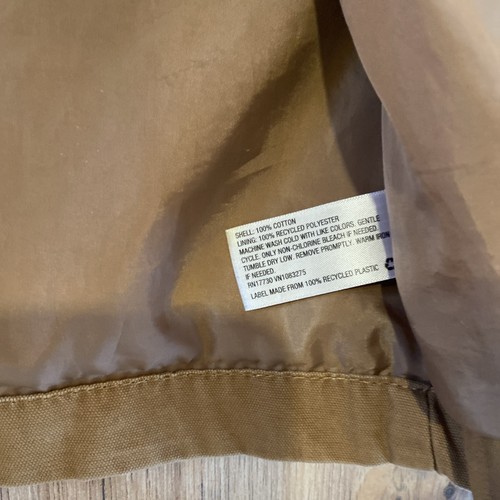 SHELL: 100% COTTON
LINING: 100% RECYCLED POLYESTER
MACHINE WASH COLD WITH LIKE COLORS. GENTLE
CYCLE. ONLY NON-CHLORINE BLEACH IF NEEDED.
TUMBLE DRY LOW. REMOVE PROMPTLY. WARM IRON
IF NEEDED.
RN17730 VN1083275
LABEL MADE FROM 100% RECYCLED PLASTIC